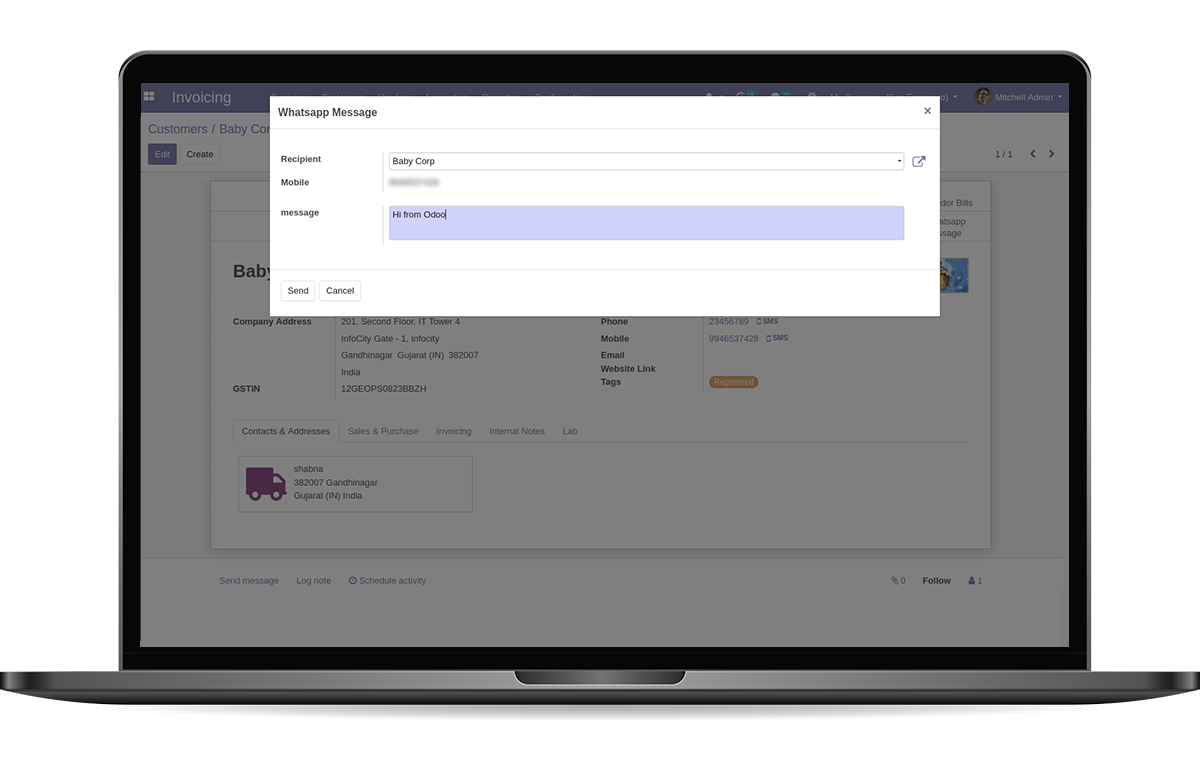 Invoicing
Mitchell Admin
Whatsapp Message
×
Customers / Baby Cor
Edit
Create
1 / 1
Recipient
Baby Corp
Mobile
message
Hi from Odoo
dor Bills
atsapp
ssage
Baby
Send
Cancel
Company Address
201, Second Floor, IT Tower 4
InfoCity Gate - 1, Infocity
Gandhinagar Gujarat (IN) 382007
India
GSTIN
12GEOPS0823BBZH
Phone
23456789 SMS
Mobile
9946537428 SMS
Email
Website Link
Tags
Registered
Contacts & Addresses
Sales & Purchase
Invoicing
Internal Notes
Lab
shabna
382007 Gandhinagar
Gujarat (IN) India
Send message
Log note
Schedule activity
0
Follow
1